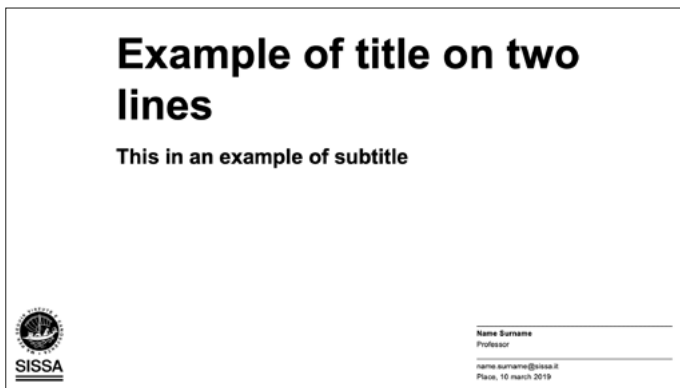 Example of title on two
lines
This in an example of subtitle
SISSA
Name Surname
Professor
name.surname@sissa.it
Place, 10 march 2019